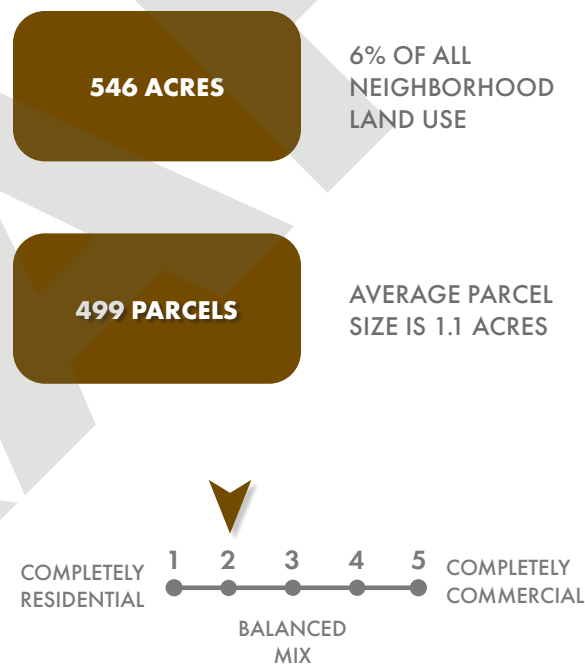 546 ACRES
6% OF ALL
NEIGHBORHOOD
LAND USE
499 PARCELS
AVERAGE PARCEL
SIZE IS 1.1 ACRES
1 2 3 4 5
COMPLETELY
RESIDENTIAL
COMPLETELY
COMMERCIAL
BALANCED
MIX